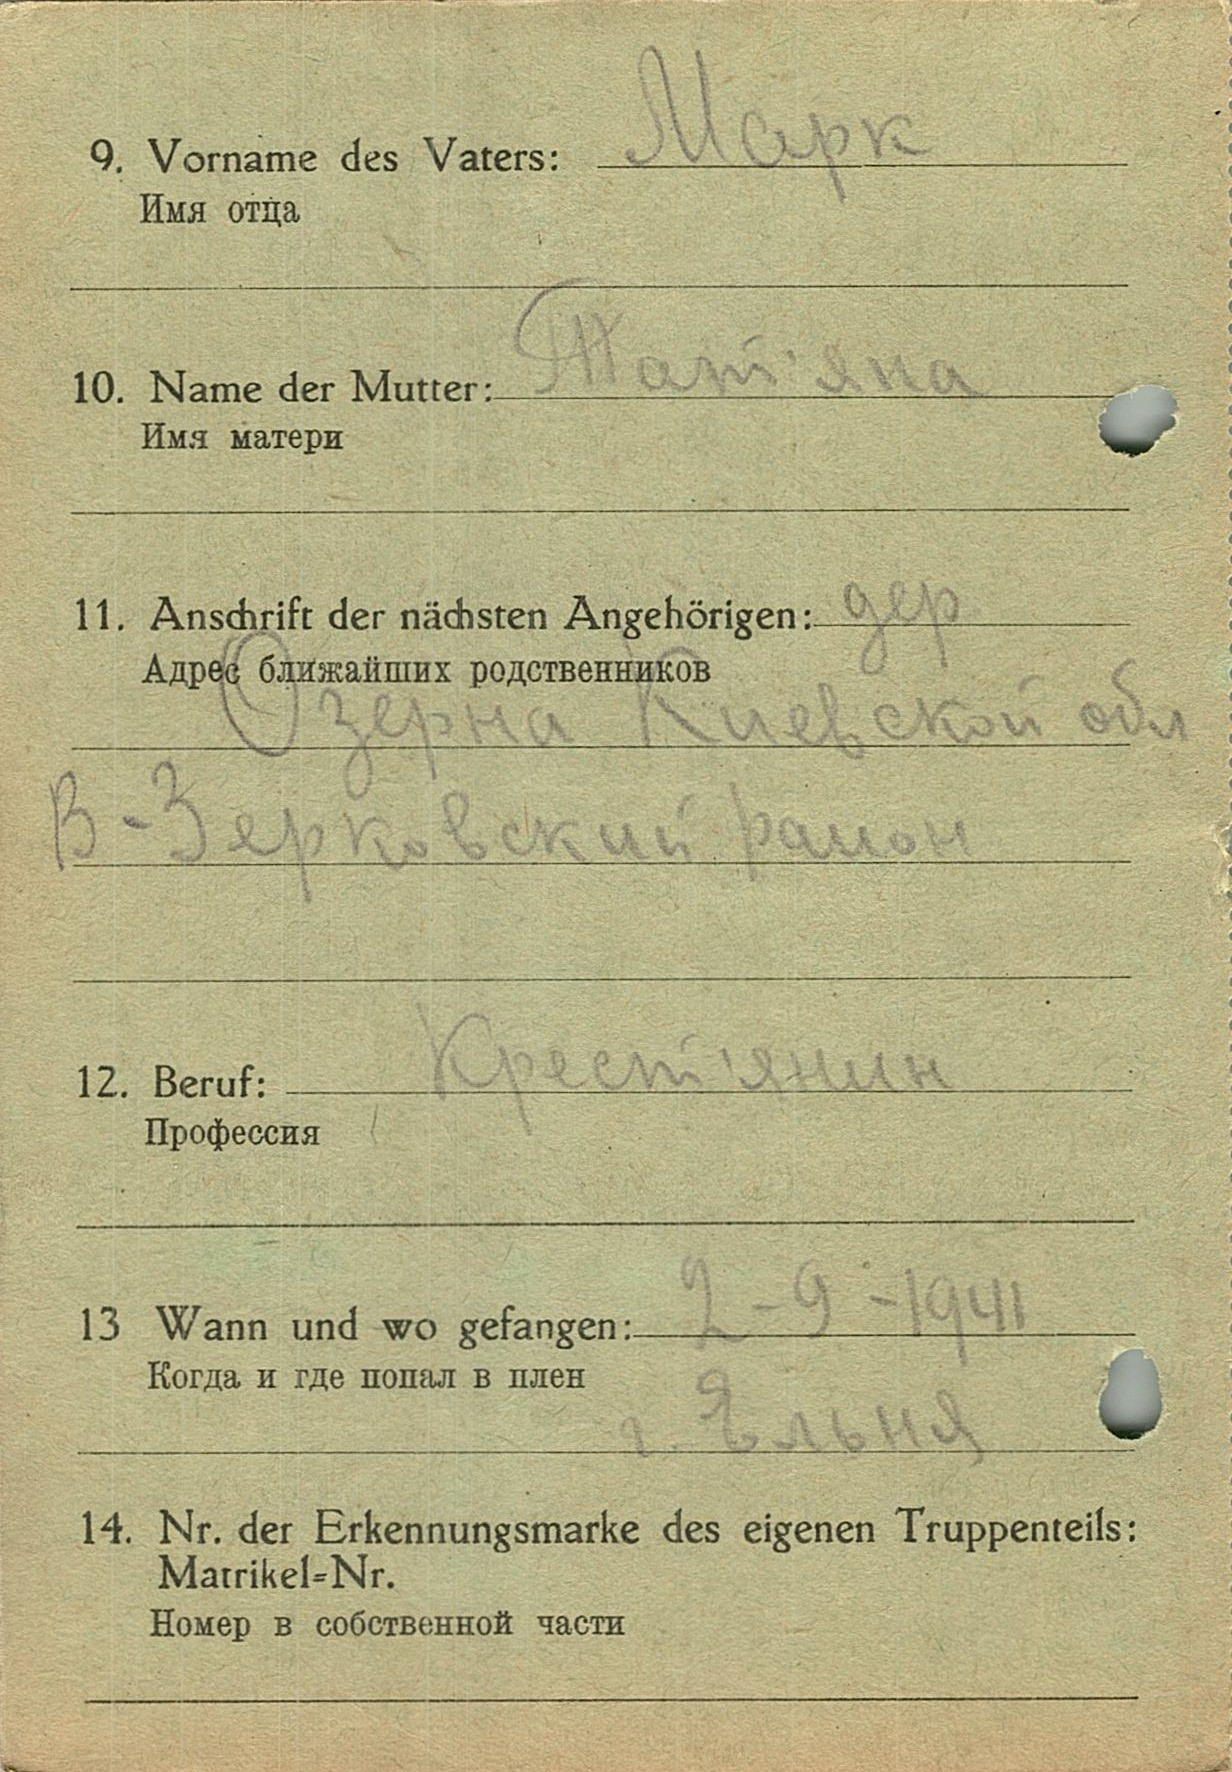 9. Vorname des Vaters: Марк
Имя отца
10. Name der Mutter: Тат'яна
Имя матери
11. Anschrift der nächsten Angehörigen: дер
Адрес ближайших родственников
Озерна Киевской обл
В-Зерковский район
12. Beruf: Крест'янин
Профессия
13 Wann und wo gefangen: 2-9-1941
Когда и где попал в плен
г. Ельня
14. Nr. der Erkennungsmarke des eigenen Truppenteils:
Matrikel=Nr.
Номер в собственной части